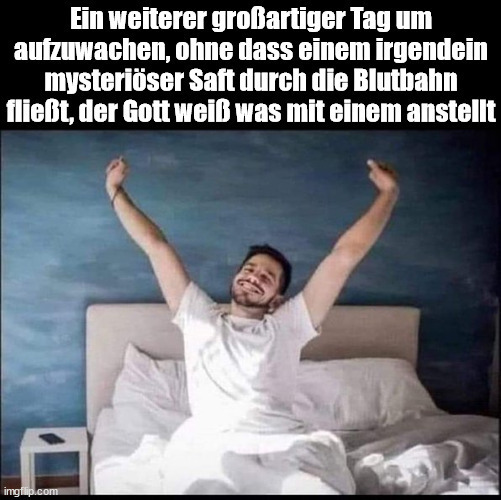 Ein weiterer großartiger Tag um
aufzuwachen, ohne dass einem irgendein
mysteriöser Saft durch die Blutbahn
fließt, der Gott weiß was mit einem anstellt
imgflip.com